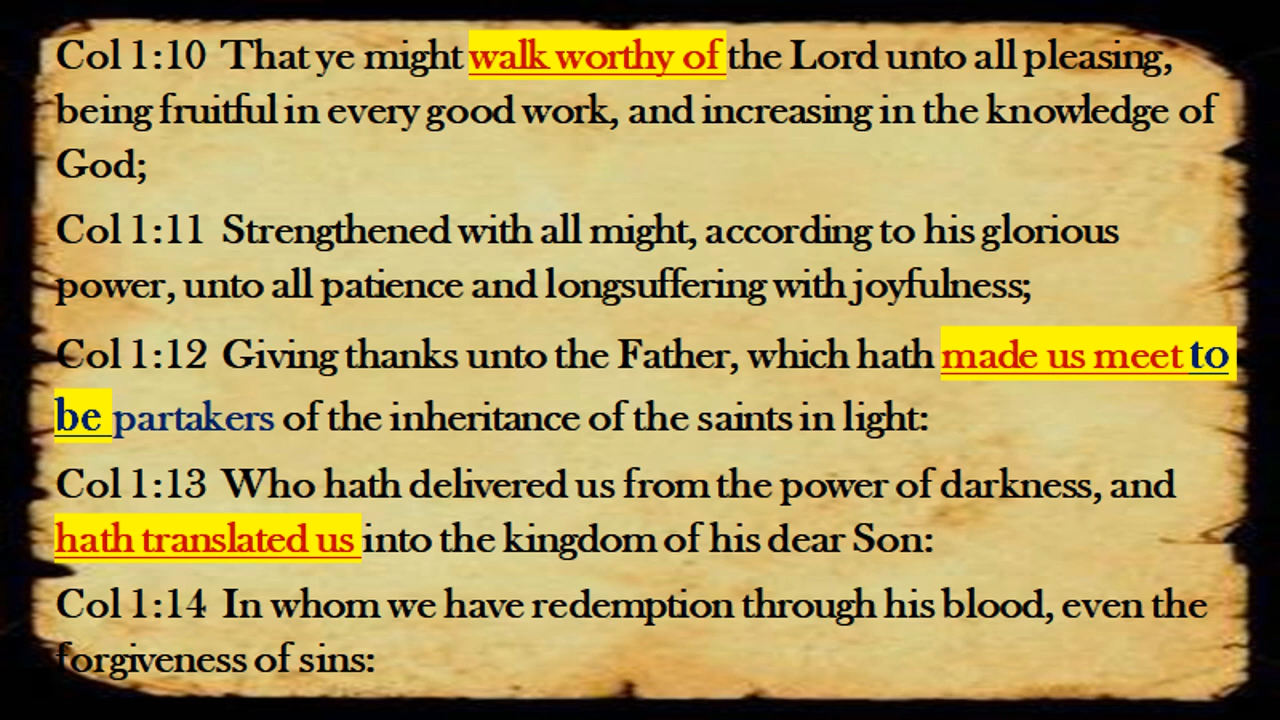 Col 1:10  That ye might walk worthy of the Lord unto all pleasing,
being fruitful in every good work, and increasing in the knowledge of
God;
Col 1:11  Strengthened with all might, according to his glorious
power, unto all patience and longsuffering with joyfulness;
Col 1:12  Giving thanks unto the Father, which hath made us meet to
be partakers of the inheritance of the saints in light:
Col 1:13  Who hath delivered us from the power of darkness, and
hath translated us into the kingdom of his dear Son:
Col 1:14  In whom we have redemption through his blood, even the
forgiveness of sins: